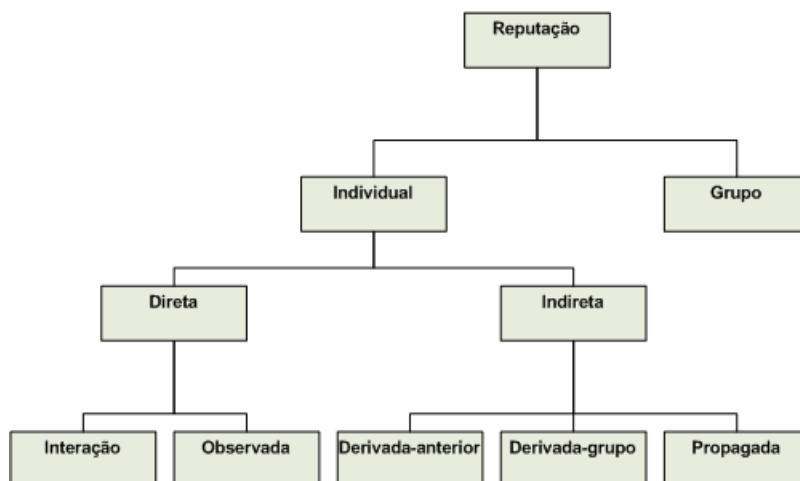 Reputação
Individual
Grupo
Direta
Indireta
Interação
Observada
Derivada-anterior
Derivada-grupo
Propagada